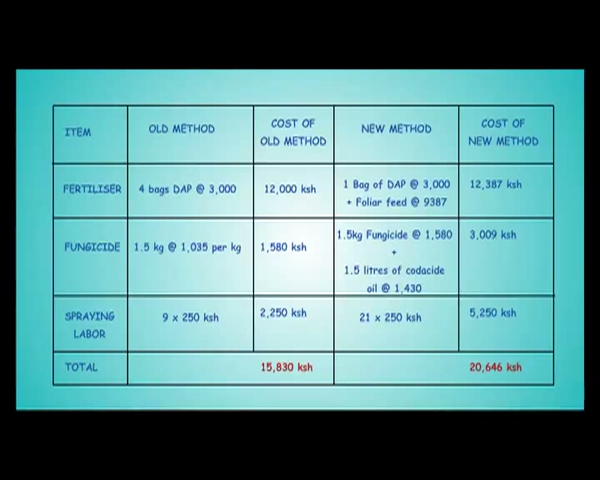 ITEM
OLD METHOD
COST OF
OLD METHOD
NEW METHOD
COST OF
NEW METHOD
FERTILISER
4 bags DAP @ 3,000
12,000 ksh
1 Bag of DAP @ 3,000
+ Foliar feed @ 9387
12,387 ksh
FUNGICIDE
1.5 kg @ 1,035 per kg
1,580 ksh
1.5kg Fungicide @ 1,580
+
1.5 litres of codacide
oil @ 1,430
3,009 ksh
SPRAYING
LABOR
9 x 250 ksh
2,250 ksh
21 x 250 ksh
5,250 ksh
TOTAL
15,830 ksh
20,646 ksh